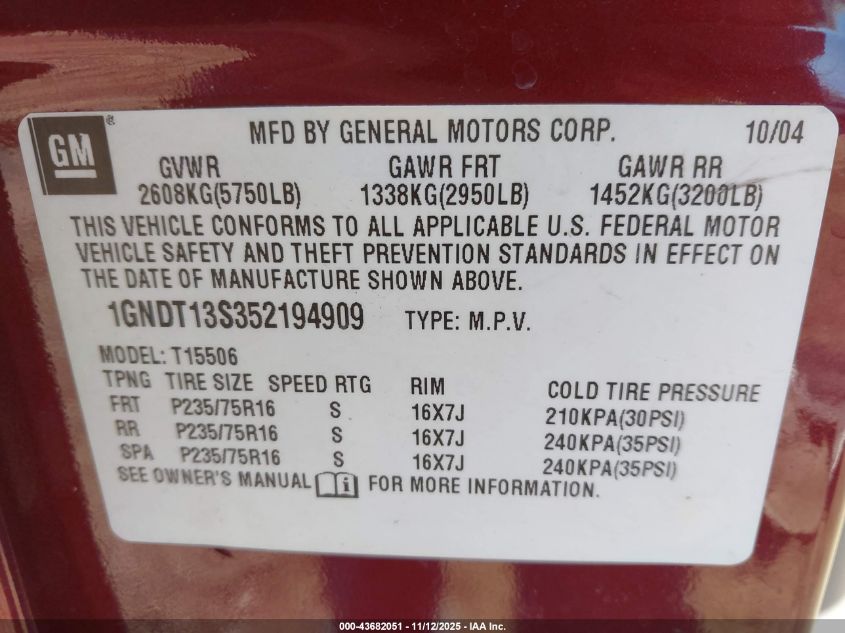 GM® MFD BY GENERAL MOTORS CORP. 10/04
GVWR GAWR FRT GAWR RR
2608KG(5750LB) 1338KG(2950LB) 1452KG(3200LB)
THIS VEHICLE CONFORMS TO ALL APPLICABLE U.S. FEDERAL MOTOR
VEHICLE SAFETY AND THEFT PREVENTION STANDARDS IN EFFECT ON
THE DATE OF MANUFACTURE SHOWN ABOVE.
1GNDT13S352194909 TYPE: M.P.V.
MODEL: T15506
TPNG TIRE SIZE SPEED RTG RIM COLD TIRE PRESSURE
FRT P235/75R16 S 16X7J 210KPA(30PSI)
RR P235/75R16 S 16X7J 240KPA(35PSI)
SPA P235/75R16 S 16X7J 240KPA(35PSI)
SEE OWNER'S MANUAL FOR MORE INFORMATION.
000-43682051 - 11/12/2025 - IAA Inc.